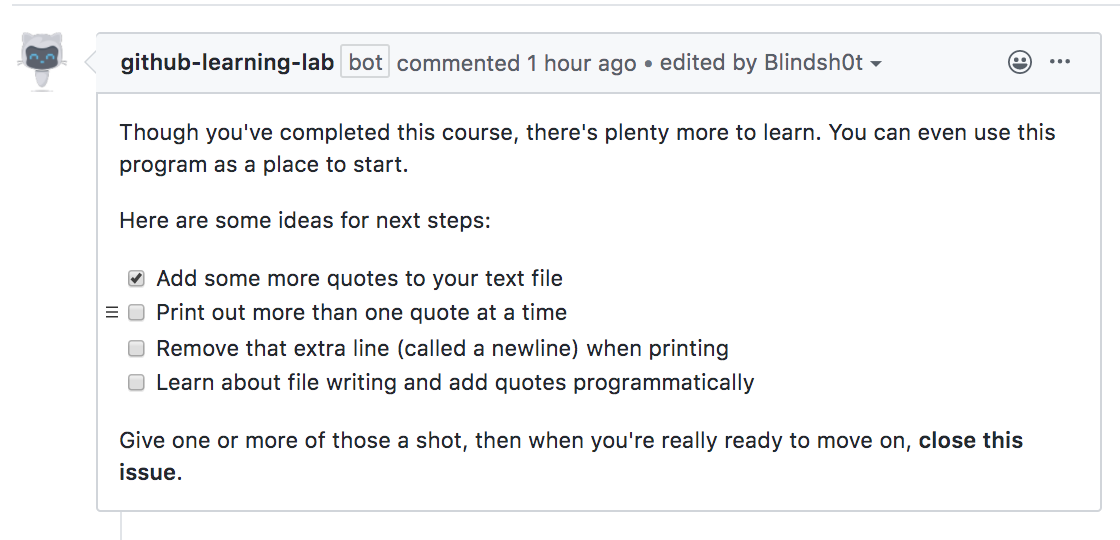 github-learning-lab bot commented 1 hour ago • edited by Blindsh0t
Though you've completed this course, there's plenty more to learn. You can even use this
program as a place to start.
Here are some ideas for next steps:
Add some more quotes to your text file
Print out more than one quote at a time
Remove that extra line (called a newline) when printing
Learn about file writing and add quotes programmatically
Give one or more of those a shot, then when you're really ready to move on, close this
issue.